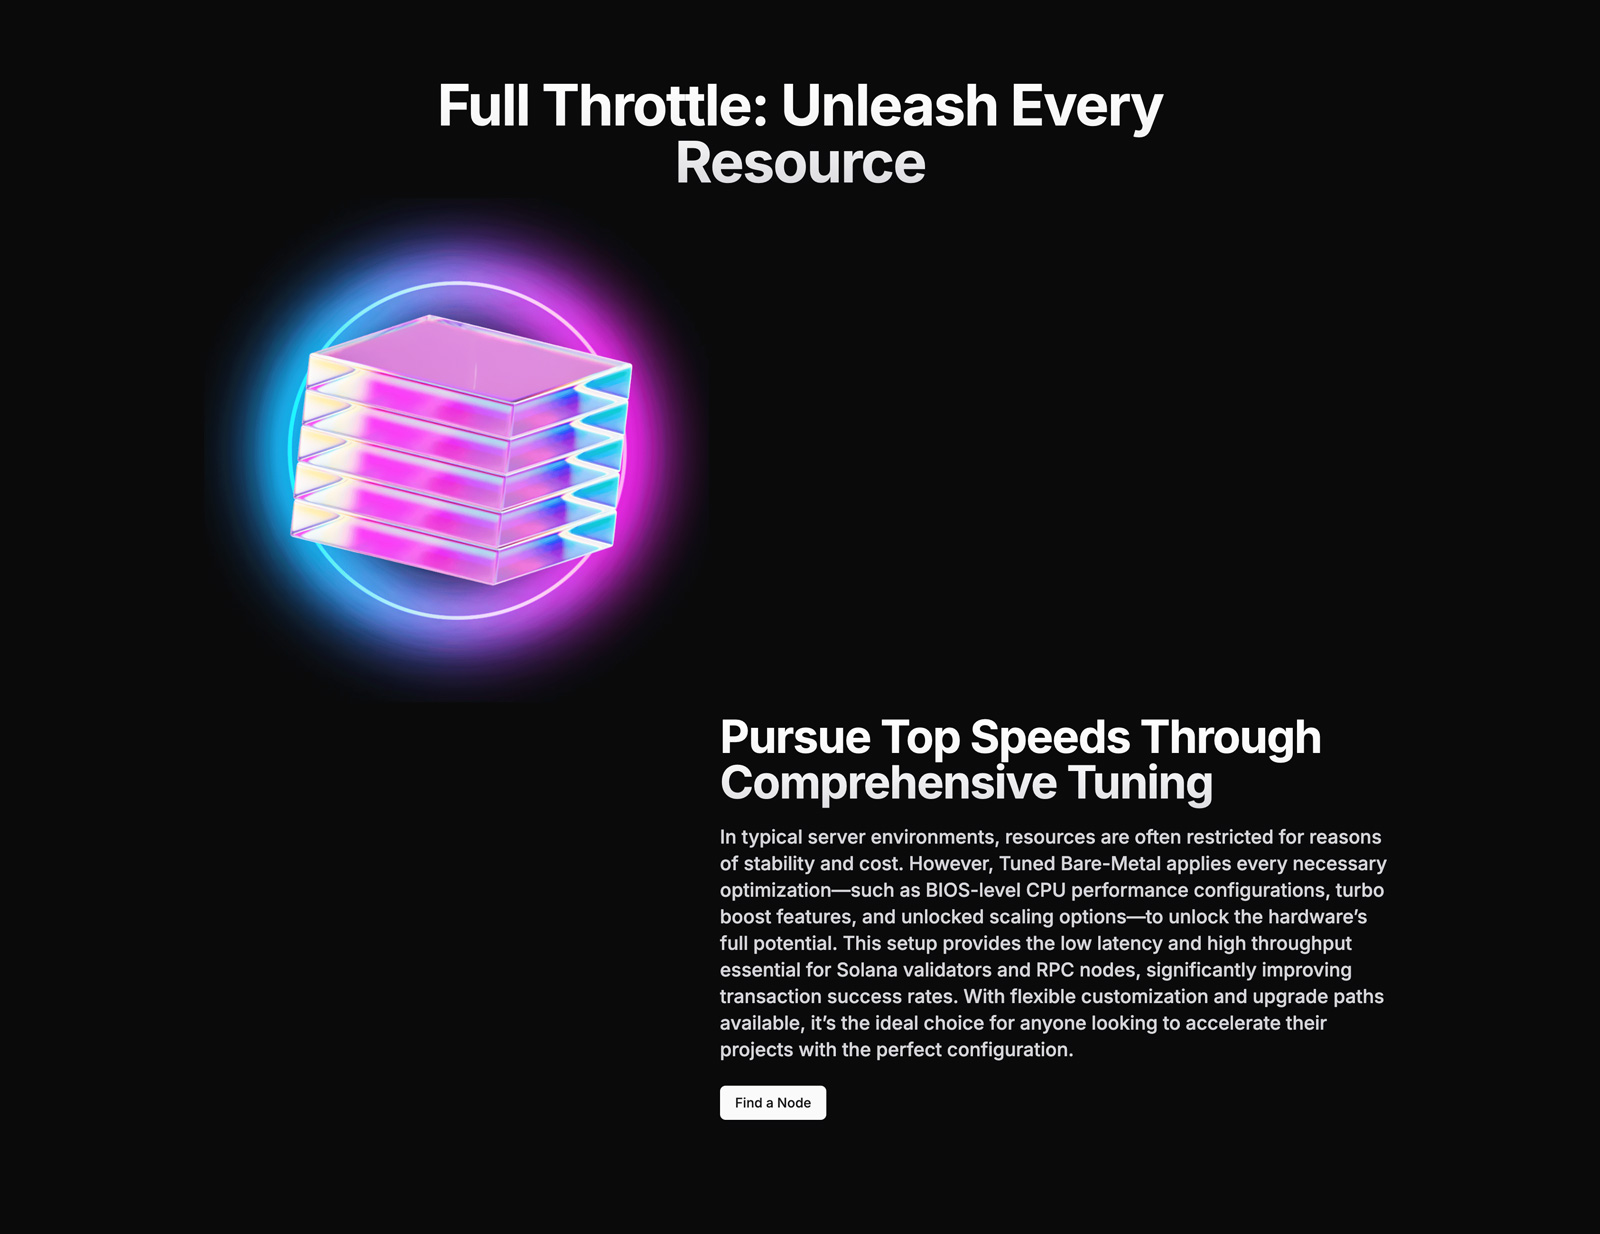 Full Throttle: Unleash Every
Resource
Pursue Top Speeds Through
Comprehensive Tuning
In typical server environments, resources are often restricted for reasons
of stability and cost. However, Tuned Bare-Metal applies every necessary
optimization—such as BIOS-level CPU performance configurations, turbo
boost features, and unlocked scaling options—to unlock the hardware’s
full potential. This setup provides the low latency and high throughput
essential for Solana validators and RPC nodes, significantly improving
transaction success rates. With flexible customization and upgrade paths
available, it’s the ideal choice for anyone looking to accelerate their
projects with the perfect configuration.
Find a Node